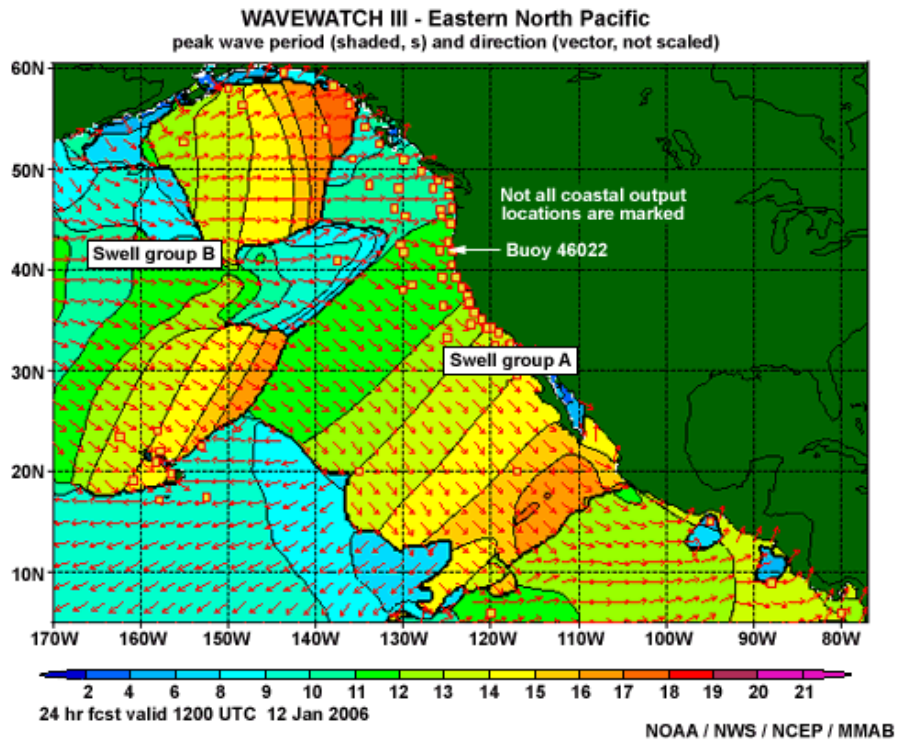 WAVEWATCH III - Eastern North Pacific
peak wave period (shaded, s) and direction (vector, not scaled)
60N
50N
Not all coastal output
locations are marked
Swell group B
Buoy 46022
40N
Swell group A
30N
20N
10N
170W 160W 150W 140W 130W 120W 110W 100W 90W 80W
2 4 6 8 9 10 11 12 13 14 15 16 17 18 19 20 21
24 hr fcst valid 1200 UTC 12 Jan 2006
NOAA / NWS / NCEP / MMAB